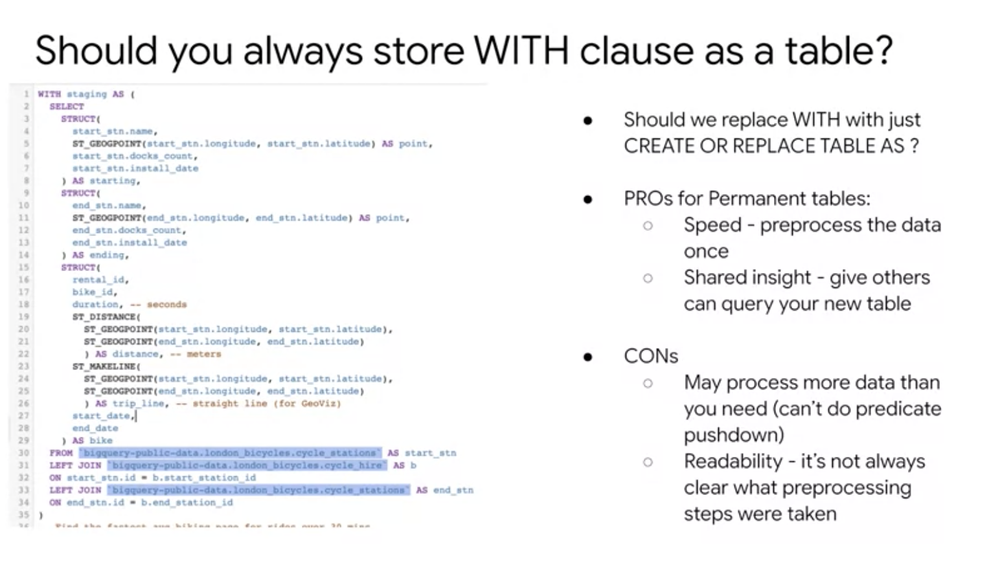 Should you always store WITH clause as a table?
1 WITH staging AS (
2 SELECT
3 STRUCT(
4 start_stn.name,
5 ST_GEOGPOINT(start_stn.longitude, start_stn.latitude) AS point,
6 start_stn.docks_count,
7 start_stn.install_date
8 ) AS starting,
9 STRUCT(
10 end_stn.name,
11 ST_GEOGPOINT(end_stn.longitude, end_stn.latitude) AS point,
12 end_stn.docks_count,
13 end_stn.install_date
14 ) AS ending,
15 STRUCT(
16 rental_id,
17 bike_id,
18 duration, -- seconds
19 ST_DISTANCE(
20 ST_GEOGPOINT(start_stn.longitude, start_stn.latitude),
21 ST_GEOGPOINT(end_stn.longitude, end_stn.latitude)
22 ) AS distance, -- meters
23 ST_MAKELINE(
24 ST_GEOGPOINT(start_stn.longitude, start_stn.latitude),
25 ST_GEOGPOINT(end_stn.longitude, end_stn.latitude)
26 ) AS trip_line, -- straight line (for GeoViz)
27 start_date,
28 end_date
29 ) AS bike
30 FROM `bigquery-public-data.london_bicycles.cycle_stations` AS start_stn
31 LEFT JOIN `bigquery-public-data.london_bicycles.cycle_hire` AS b
32 ON start_stn.id = b.start_station_id
33 LEFT JOIN `bigquery-public-data.london_bicycles.cycle_stations` AS end_stn
34 ON end_stn.id = b.end_station_id
35 )
● Should we replace WITH with just
CREATE OR REPLACE TABLE AS ?
● PROs for Permanent tables:
○ Speed - preprocess the data
once
○ Shared insight - give others
can query your new table
● CONs
○ May process more data than
you need (can't do predicate
pushdown)
○ Readability - it's not always
clear what preprocessing
steps were taken